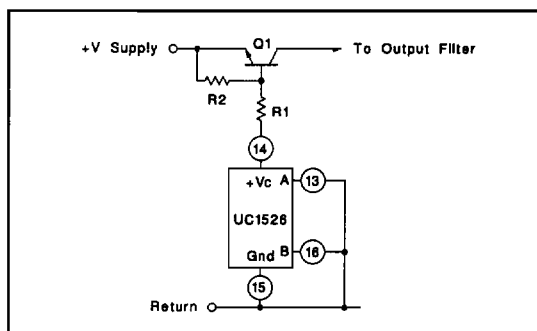 +V Supply
Q1
To Output Filter
R2
R1
14
+Vc
A
13
UC1526
Gnd
B
16
15
Return